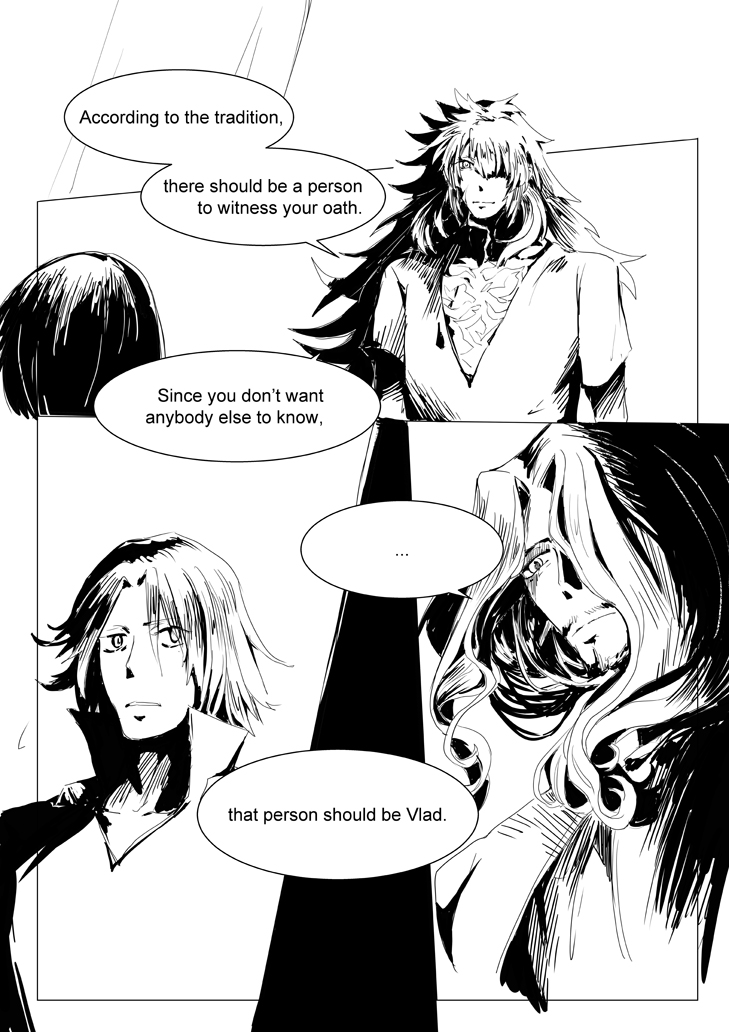 According to the tradition,
there should be a person
to witness your oath.
Since you don't want
anybody else to know,
...
that person should be Vlad.